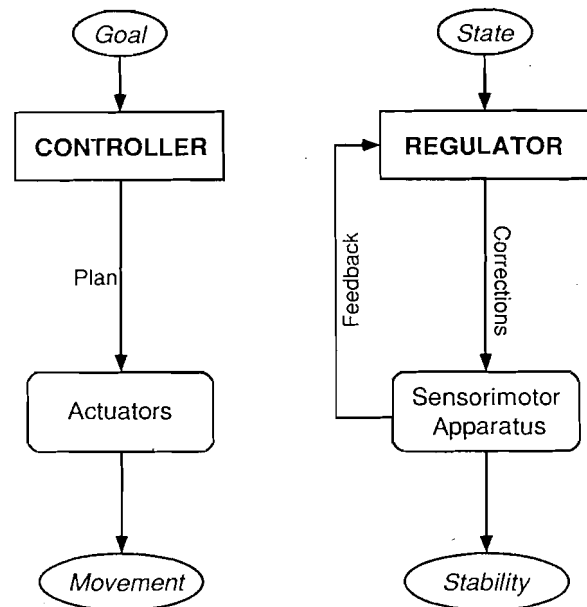 Goal
CONTROLLER
Plan
Actuators
Movement
State
REGULATOR
Feedback
Corrections
Sensorimotor
Apparatus
Stability